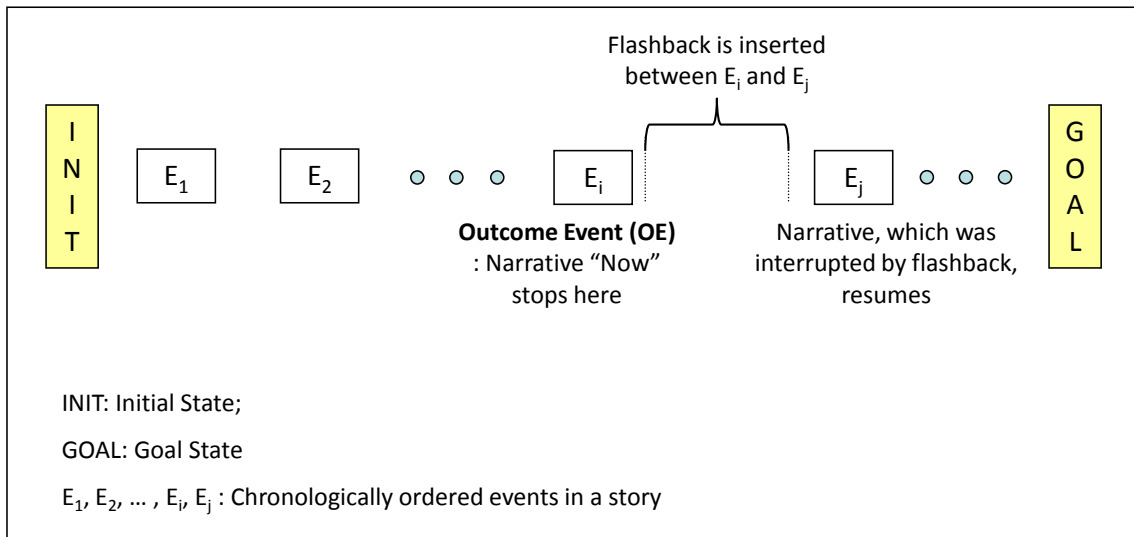 Flashback is inserted
between Ei and Ej
INIT
E1
E2
Ei
Ej
GOAL
Outcome Event (OE)
: Narrative “Now”
stops here
Narrative, which was
interrupted by flashback,
resumes
INIT: Initial State;
GOAL: Goal State
E1, E2, … , Ei, Ej : Chronologically ordered events in a story